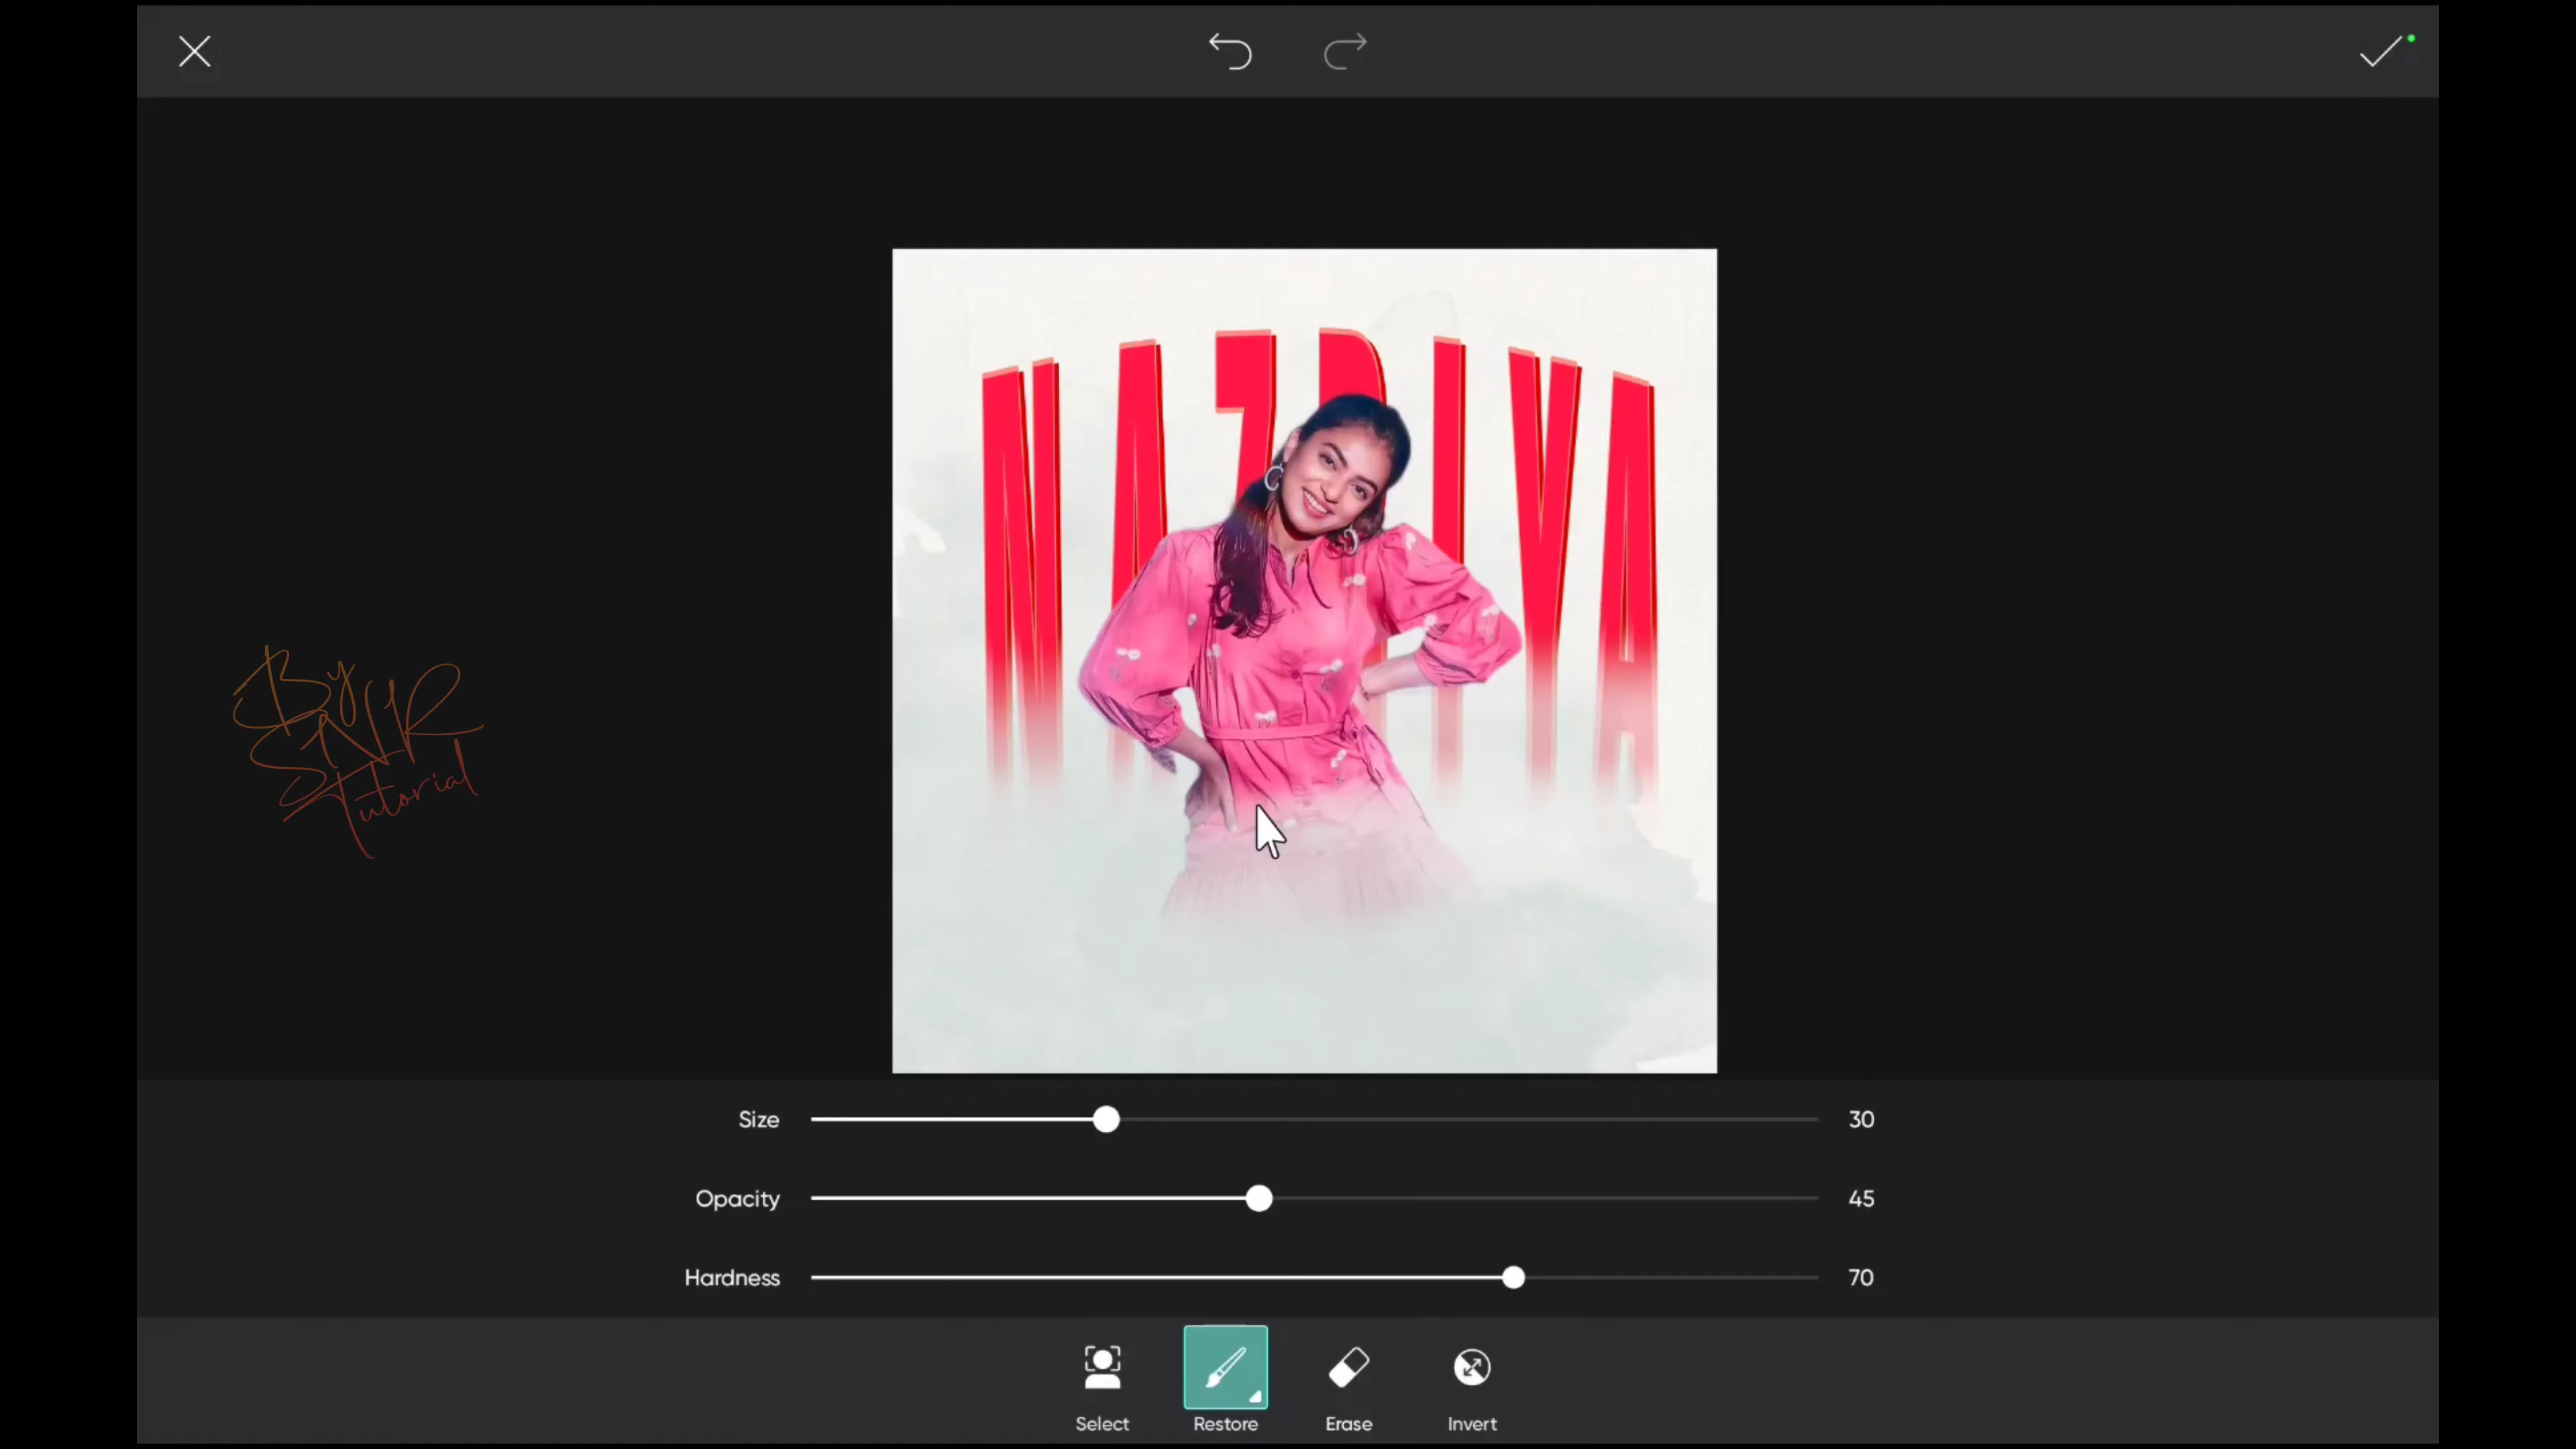 NAZRIYA
By
SNR
Tutorial
Size 30
Opacity 45
Hardness 70
Select Restore Erase Invert